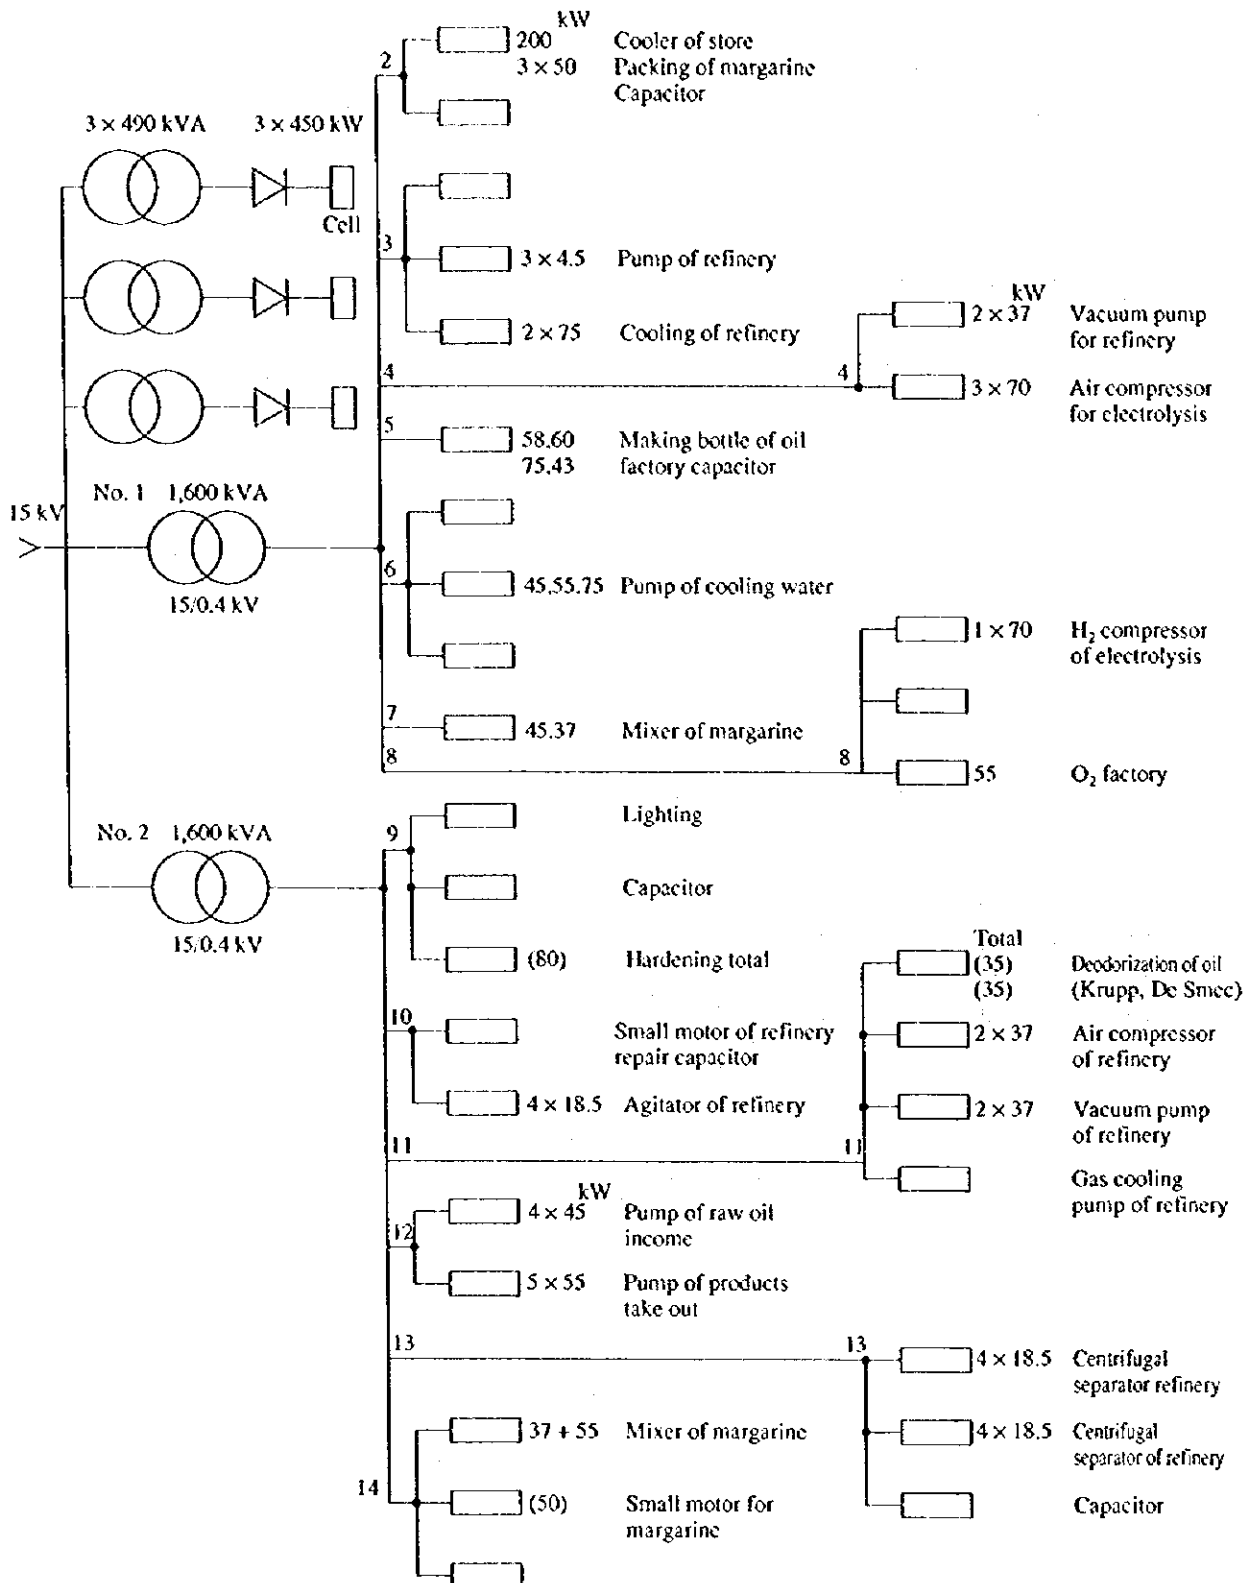 kW
200 Cooler of store
2
3 × 50 Packing of margarine
Capacitor
3 × 490 kVA 3 × 450 kW
Cell
3
3 × 4.5 Pump of refinery
kW
2 × 37 Vacuum pump
for refinery
2 × 75 Cooling of refinery
4
4
3 × 70 Air compressor
for electrolysis
5
58,60 Making bottle of oil
75,43 factory capacitor
No. 1 1,600 kVA
15 kV
6
45,55,75 Pump of cooling water
15/0.4 kV
1 × 70 H₂ compressor
of electrolysis
7
45,37 Mixer of margarine
8
8
55 O₂ factory
Lighting
No. 2 1,600 kVA
9
Capacitor
15/0.4 kV
Total
(80) Hardening total
(35) Deodorization of oil
(35) (Krupp, De Smec)
10
Small motor of refinery
repair capacitor
2 × 37 Air compressor
of refinery
4 × 18.5 Agitator of refinery
2 × 37 Vacuum pump
of refinery
11
11
Gas cooling
pump of refinery
kW
4 × 45 Pump of raw oil
income
12
5 × 55 Pump of products
take out
13
13
4 × 18.5 Centrifugal
separator refinery
37 + 55 Mixer of margarine
4 × 18.5 Centrifugal
separator of refinery
14
(50) Small motor for
margarine
Capacitor